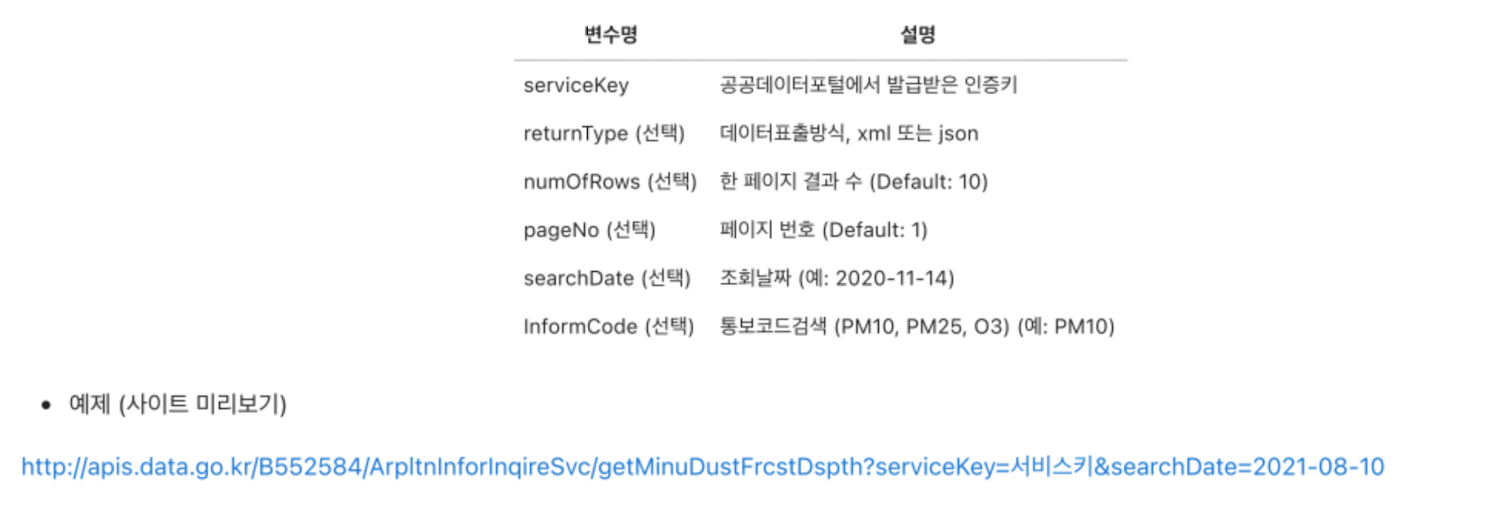 변수명 설명
serviceKey 공공데이터포털에서 발급받은 인증키
returnType (선택) 데이터표출방식, xml 또는 json
numOfRows (선택) 한 페이지 결과 수 (Default: 10)
pageNo (선택) 페이지 번호 (Default: 1)
searchDate (선택) 조회날짜 (예: 2020-11-14)
InformCode (선택) 통보코드검색 (PM10, PM25, O3) (예: PM10)
• 예제 (사이트 미리보기)
http://apis.data.go.kr/B552584/ArpltnInforInqireSvc/getMinuDustFrcstDspth?serviceKey=서비스키&searchDate=2021-08-10